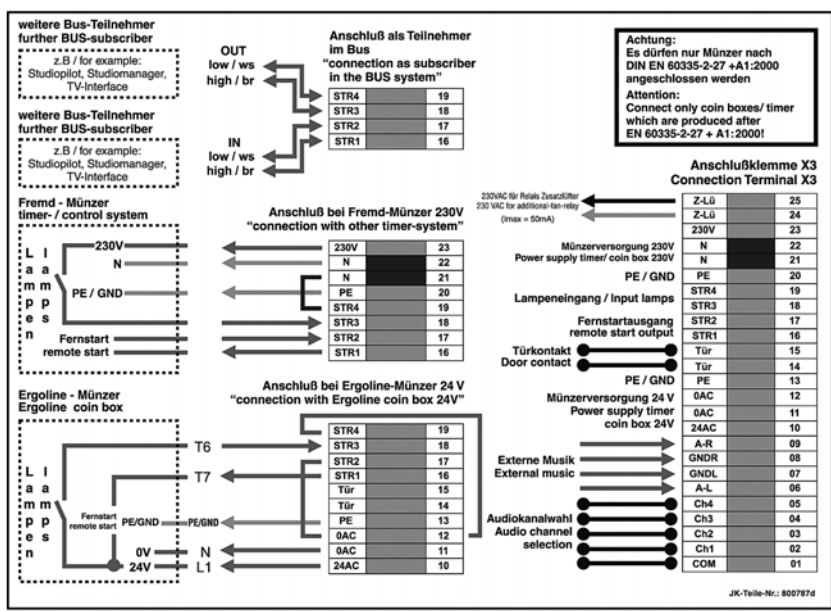 weitere Bus-Teilnehmer
further BUS-subscriber
z.B / for example:
Studiopilot, Studiomanager,
TV-Interface
weitere Bus-Teilnehmer
further BUS-subscriber
z.B / for example:
Studiopilot, Studiomanager,
TV-Interface
OUT
low / ws
high / br
IN
low / ws
high / br
Anschluß als Teilnehmer
im Bus
"connection as subscriber
in the BUS system"
STR4 19
STR3 18
STR2 17
STR1 16
Achtung:
Es dürfen nur Münzer nach
DIN EN 60335-2-27 +A1:2000
angeschlossen werden
Attention:
Connect only coin boxes/ timer
which are produced after
EN 60335-2-27 + A1:2000!
Fremd - Münzer
timer- / control system
Lampen
lamps
230V
N
PE / GND
Fernstart
remote start
Anschluß bei Fremd-Münzer 230V
"connection with other timer-system"
230V 23
N 22
N 21
PE 20
STR4 19
STR3 18
STR2 17
STR1 16
Ergoline - Münzer
Ergoline coin box
Lampen
lamps
Fernstart
remote start
PE/GND
0V
24V
T6
T7
PE/GND
N
L1
Anschluß bei Ergoline-Münzer 24 V
"connection with Ergoline coin box 24V"
STR4 19
STR3 18
STR2 17
STR1 16
Tür 15
Tür 14
PE 13
0AC 12
0AC 11
24AC 10
Anschlußklemme X3
Connection Terminal X3
230VAC für Relais Zusatzlüfter
230 VAC for additional-fan-relay
(Imax = 50mA)
Münzerversorgung 230V
Power supply timer/ coin box 230V
PE / GND
Lampeneingang / Input lamps
Fernstartausgang
remote start output
Türkontakt
Door contact
PE / GND
Münzerversorgung 24 V
Power supply timer
coin box 24V
Externe Musik
External music
Audiokanalwahl
Audio channel
selection
Z-Lü 25
Z-Lü 24
230V 23
N 22
N 21
PE 20
STR4 19
STR3 18
STR2 17
STR1 16
Tür 15
Tür 14
PE 13
0AC 12
0AC 11
24AC 10
A-R 09
GNDR 08
GNDL 07
A-L 06
Ch4 05
Ch3 04
Ch2 03
Ch1 02
COM 01
JK-Teile-Nr.: 800787d